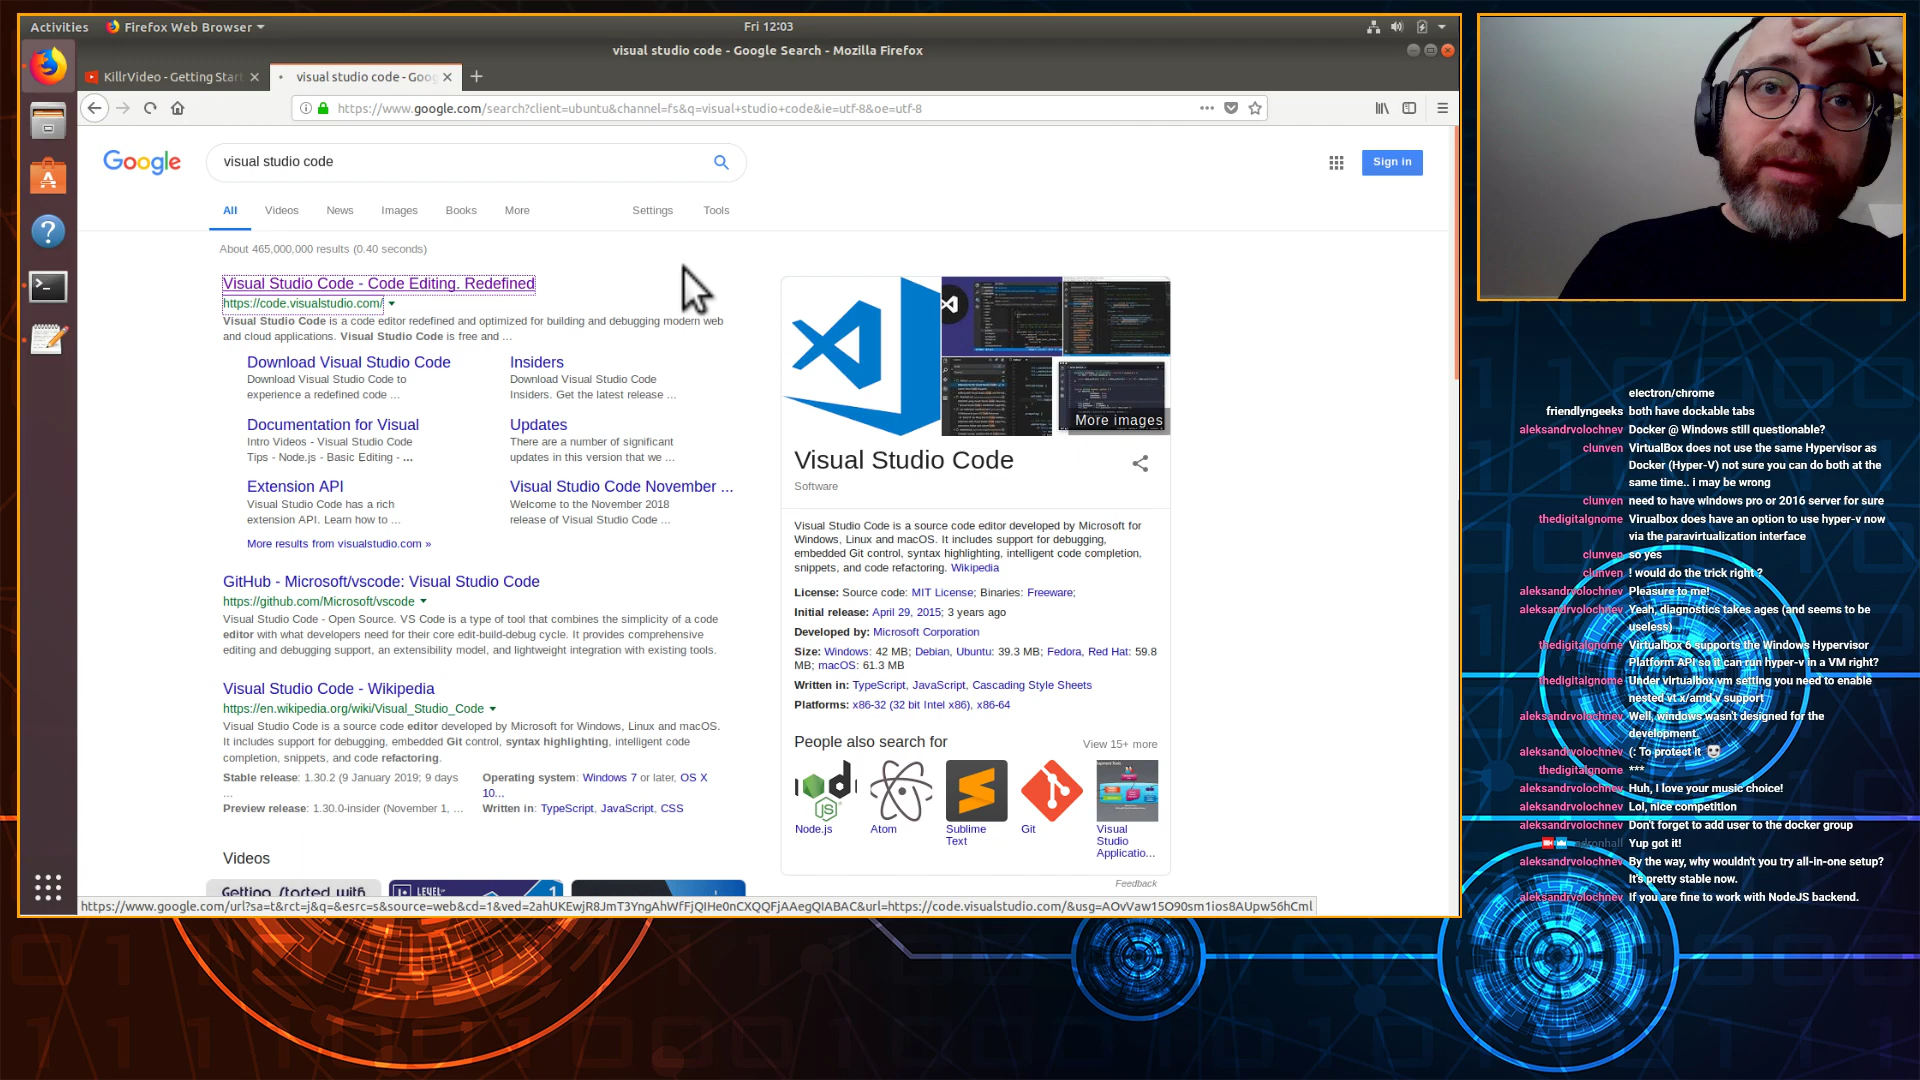 Activities
Firefox Web Browser
Fri 12:03
visual studio code - Google Search - Mozilla Firefox
KillrVideo - Getting Star
visual studio code - Goo
https://www.google.com/search?client=ubuntu&channel=fs&q=visual+studio+code&ie=utf-8&oe=utf-8
Google
visual studio code
Sign in
All
Videos
News
Images
Books
More
Settings
Tools
About 465,000,000 results (0.40 seconds)
Visual Studio Code - Code Editing. Redefined
https://code.visualstudio.com/
Visual Studio Code is a code editor redefined and optimized for building and debugging modern web
and cloud applications. Visual Studio Code is free and ...
Download Visual Studio Code
Download Visual Studio Code to
experience a redefined code ...
Insiders
Download Visual Studio Code
Insiders. Get the latest release ...
Documentation for Visual
Intro Videos - Visual Studio Code
Tips - Node.js - Basic Editing - ...
Updates
There are a number of significant
updates in this version that we ...
Extension API
Visual Studio Code has a rich
extension API. Learn how to ...
Visual Studio Code November ...
Welcome to the November 2018
release of Visual Studio Code ...
More results from visualstudio.com »
GitHub - Microsoft/vscode: Visual Studio Code
https://github.com/Microsoft/vscode
Visual Studio Code - Open Source. VS Code is a type of tool that combines the simplicity of a code
editor with what developers need for their core edit-build-debug cycle. It provides comprehensive
editing and debugging support, an extensibility model, and lightweight integration with existing tools.
Visual Studio Code - Wikipedia
https://en.wikipedia.org/wiki/Visual_Studio_Code
Visual Studio Code is a source code editor developed by Microsoft for Windows, Linux and macOS.
It includes support for debugging, embedded Git control, syntax highlighting, intelligent code
completion, snippets, and code refactoring.
Stable release: 1.30.2 (9 January 2019; 9 days
...
Operating system: Windows 7 or later, OS X
10...
Preview release: 1.30.0-insider (November 1, ...
Written in: TypeScript, JavaScript, CSS
Videos
Getting started with
LEVEL
1
More images
Visual Studio Code
Software
Visual Studio Code is a source code editor developed by Microsoft for
Windows, Linux and macOS. It includes support for debugging,
embedded Git control, syntax highlighting, intelligent code completion,
snippets, and code refactoring. Wikipedia
License: Source code: MIT License; Binaries: Freeware;
Initial release: April 29, 2015; 3 years ago
Developed by: Microsoft Corporation
Size: Windows: 42 MB; Debian, Ubuntu: 39.3 MB; Fedora, Red Hat: 59.8
MB; macOS: 61.3 MB
Written in: TypeScript, JavaScript, Cascading Style Sheets
Platforms: x86-32 (32 bit Intel x86), x86-64
People also search for
View 15+ more
Node.js
Atom
Sublime
Text
Git
Visual
Studio
Applicatio...
Feedback
https://www.google.com/url?sa=t&rct=j&q=&esrc=s&source=web&cd=1&ved=2ahUKEwjR8JmT3YngAhWfFjQIHe0nCXQQFjAAegQIABAC&url=https://code.visualstudio.com/&usg=AOvVaw15O90sm1ios8AUpw56hCml
electron/chrome
friendlyngeeks both have dockable tabs
aleksandrvolochnev Docker @ Windows still questionable?
clunven VirtualBox does not use the same Hypervisor as
Docker (Hyper-V) not sure you can do both at the
same time.. i may be wrong
clunven need to have windows pro or 2016 server for sure
thedigitalgnome Virualbox does have an option to use hyper-v now
via the paravirtualization interface
clunven so yes
clunven ! would do the trick right ?
aleksandrvolochnev Pleasure to me!
aleksandrvolochnev Yeah, diagnostics takes ages (and seems to be
useless)
thedigitalgnome Virtualbox 6 supports the Windows Hypervisor
Platform API so it can run hyper-v in a VM right?
thedigitalgnome Under virtualbox vm setting you need to enable
nested vt x/amd v support
aleksandrvolochnev Well, windows wasn't designed for the
development.
aleksandrvolochnev (: To protect it
thedigitalgnome ***
aleksandrvolochnev Huh, I love your music choice!
aleksandrvolochnev Lol, nice competition
aleksandrvolochnev Don't forget to add user to the docker group
Yup got it!
aleksandrvolochnev By the way, why wouldn't you try all-in-one setup?
It's pretty stable now.
aleksandrvolochnev If you are fine to work with NodeJS backend.